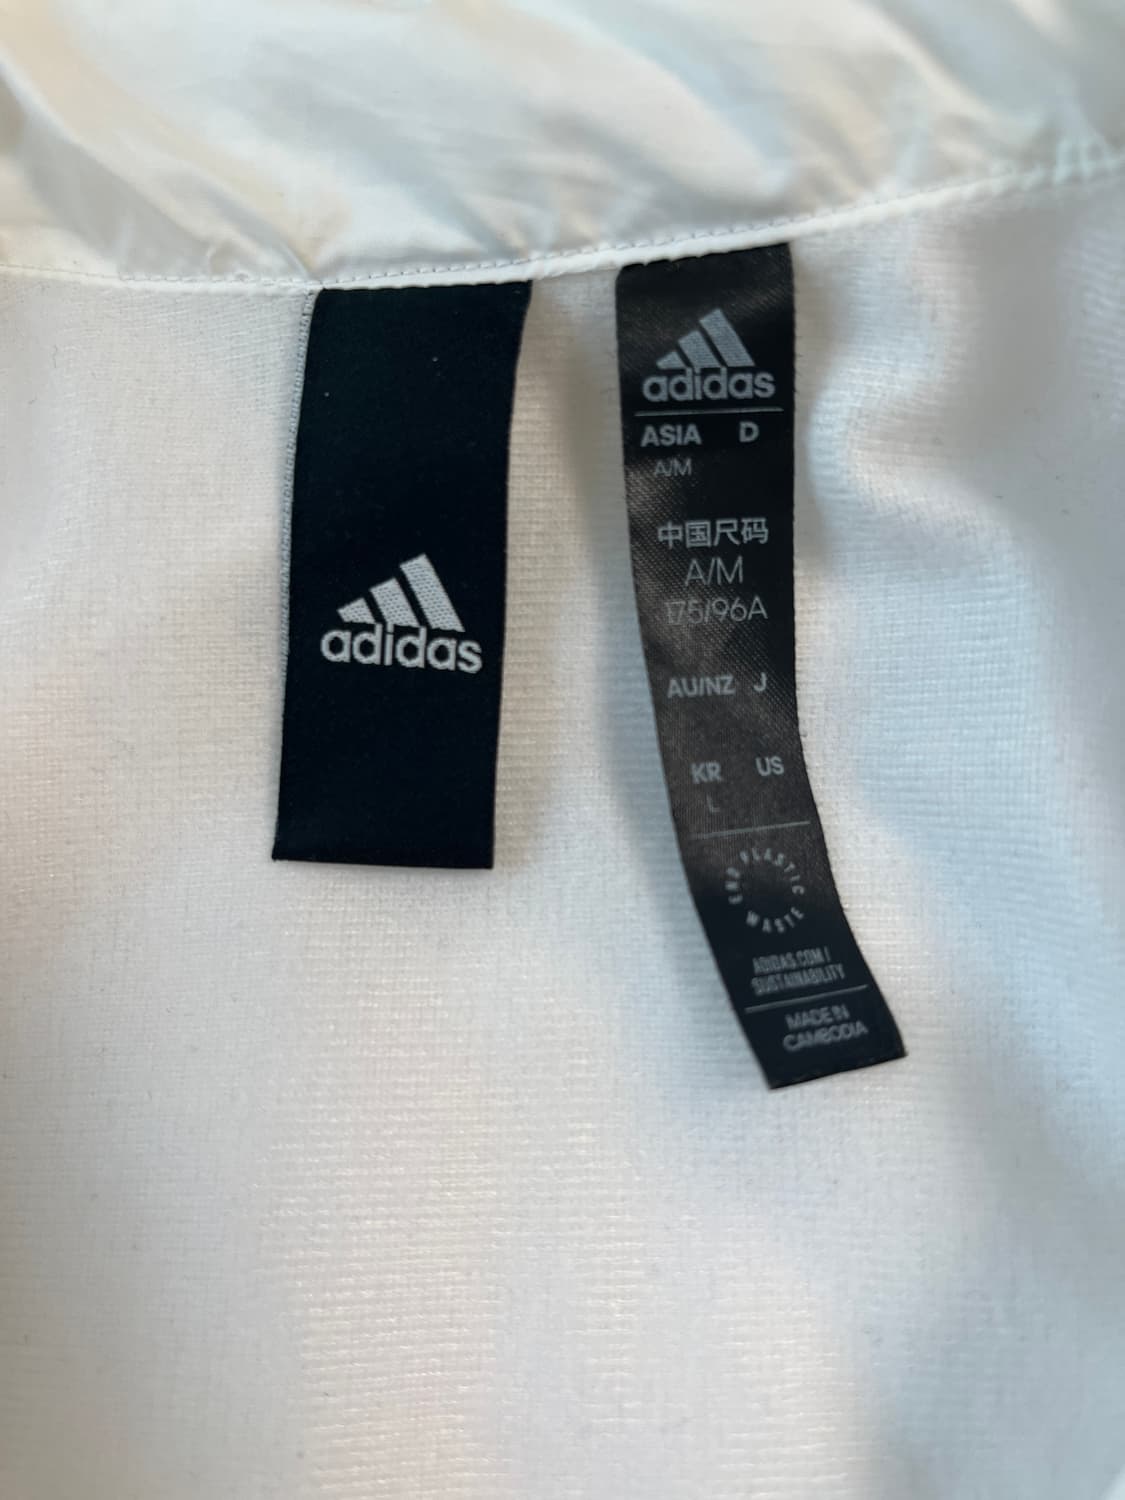 adidas
adidas
ASIA D
A/M
中国尺码
A/M
175/96A
AU/NZ J
KR US
L
END PLASTIC WASTE
ADIDAS.COM/
SUSTAINABILITY
MADE IN
CAMBODIA